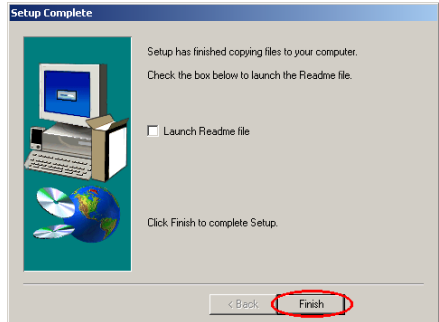 Setup Complete
Setup has finished copying files to your computer.
Check the box below to launch the Readme file.
Launch Readme file
Click Finish to complete Setup.
< Back
Finish